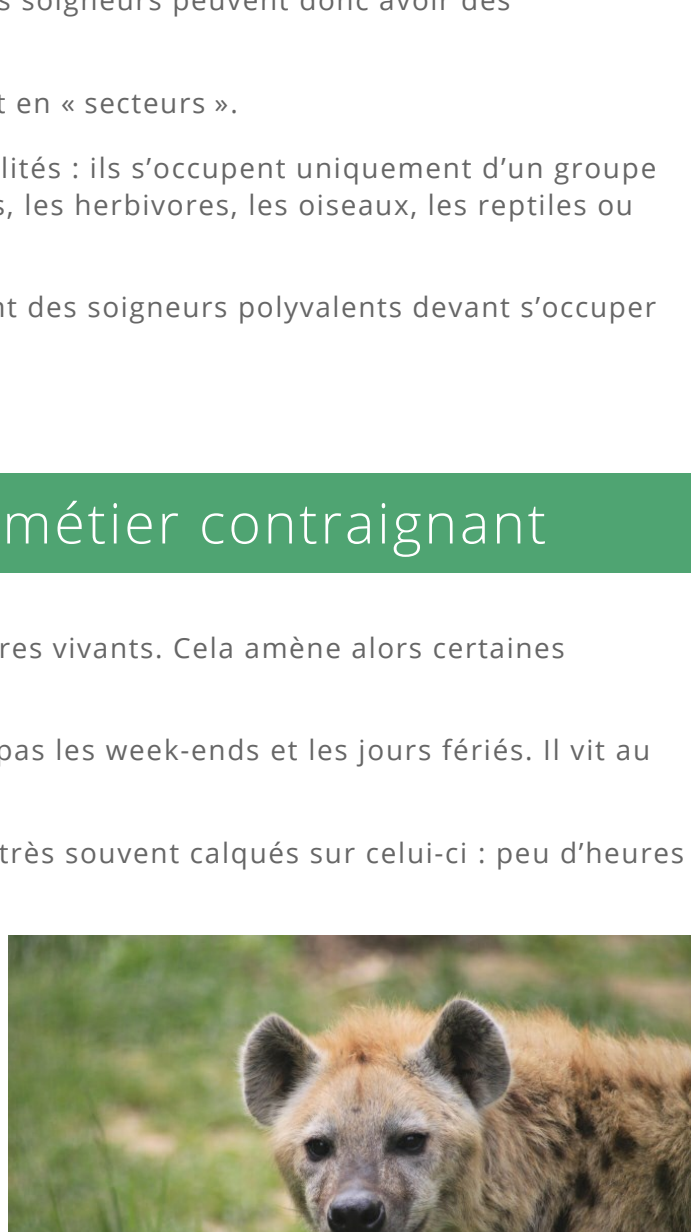 s soigneurs peuvent donc avoir des
t en « secteurs ».
lités : ils s’occupent uniquement d’un groupe
s, les herbivores, les oiseaux, les reptiles ou
nt des soigneurs polyvalents devant s’occuper
métier contraignant
res vivants. Cela amène alors certaines
pas les week-ends et les jours fériés. Il vit au
très souvent calqués sur celui-ci : peu d’heures